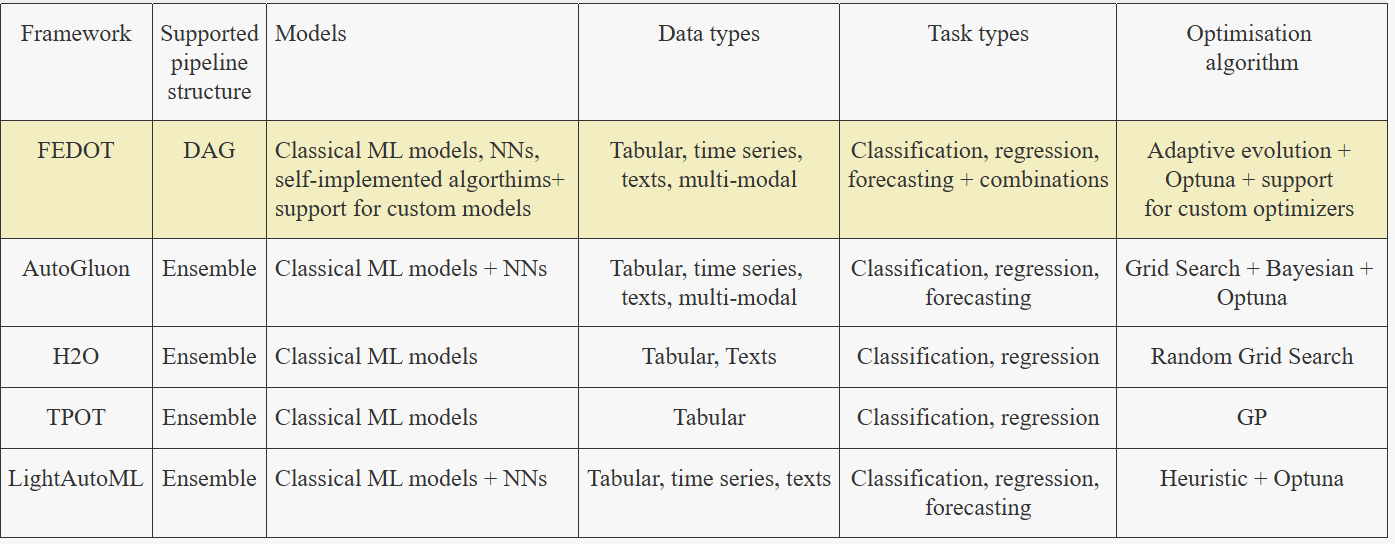 Framework Supported Models Data types Task types Optimisation
pipeline algorithm
structure
FEDOT DAG Classical ML models, NNs, Tabular, time series, Classification, regression, Adaptive evolution +
self-implemented algorthims+ texts, multi-modal forecasting + combinations Optuna + support
support for custom models for custom optimizers
AutoGluon Ensemble Classical ML models + NNs Tabular, time series, Classification, regression, Grid Search + Bayesian +
texts, multi-modal forecasting Optuna
H2O Ensemble Classical ML models Tabular, Texts Classification, regression Random Grid Search
TPOT Ensemble Classical ML models Tabular Classification, regression GP
LightAutoML Ensemble Classical ML models + NNs Tabular, time series, texts Classification, regression, Heuristic + Optuna
forecasting